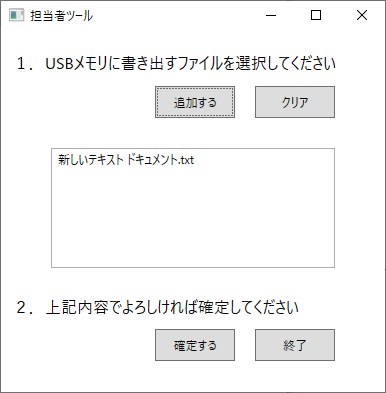 担当者ツール
１．USBメモリに書き出すファイルを選択してください
追加する クリア
新しいテキスト ドキュメント.txt
２．上記内容でよろしければ確定してください
確定する 終了